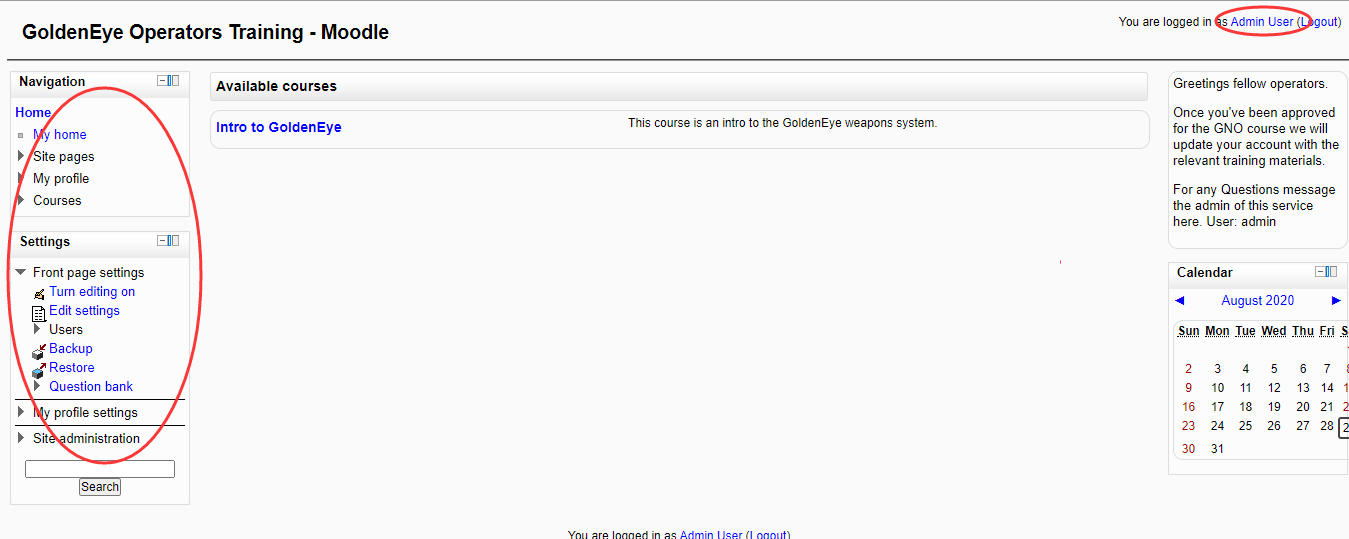 GoldenEye Operators Training - Moodle
You are logged in as Admin User (Logout)
Navigation
Home
My home
Site pages
My profile
Courses
Settings
Front page settings
Turn editing on
Edit settings
Users
Backup
Restore
Question bank
My profile settings
Site administration
Search
Available courses
Intro to GoldenEye
This course is an intro to the GoldenEye weapons system.
Greetings fellow operators.
Once you've been approved
for the GNO course we will
update your account with the
relevant training materials.
For any Questions message
the admin of this service
here. User: admin
Calendar
◄ August 2020 ►
Sun Mon Tue Wed Thu Fri
2 3 4 5 6 7
9 10 11 12 13 14
16 17 18 19 20 21
23 24 25 26 27 28
30 31
You are logged in as Admin User (Logout)